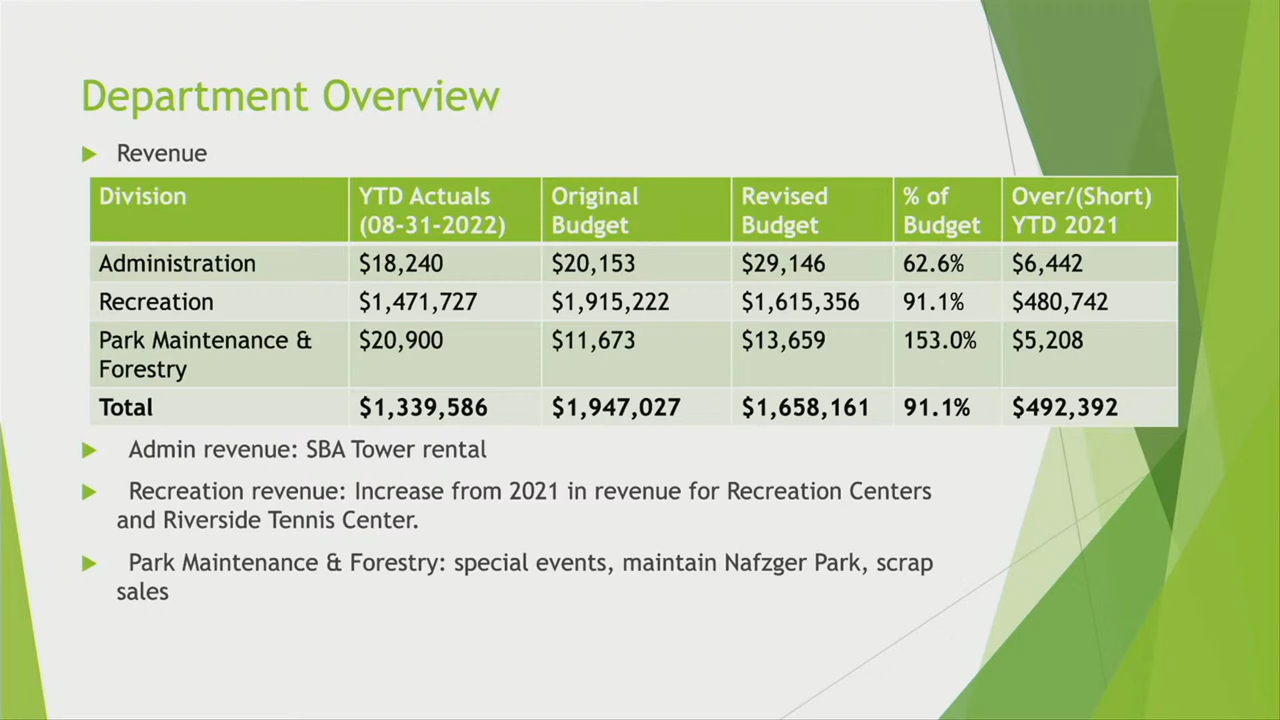 Department Overview
Revenue
Division YTD Actuals (08-31-2022) Original Budget Revised Budget % of Budget Over/(Short) YTD 2021
Administration $18,240 $20,153 $29,146 62.6% $6,442
Recreation $1,471,727 $1,915,222 $1,615,356 91.1% $480,742
Park Maintenance & Forestry $20,900 $11,673 $13,659 153.0% $5,208
Total $1,339,586 $1,947,027 $1,658,161 91.1% $492,392
Admin revenue: SBA Tower rental
Recreation revenue: Increase from 2021 in revenue for Recreation Centers
and Riverside Tennis Center.
Park Maintenance & Forestry: special events, maintain Nafzger Park, scrap
sales